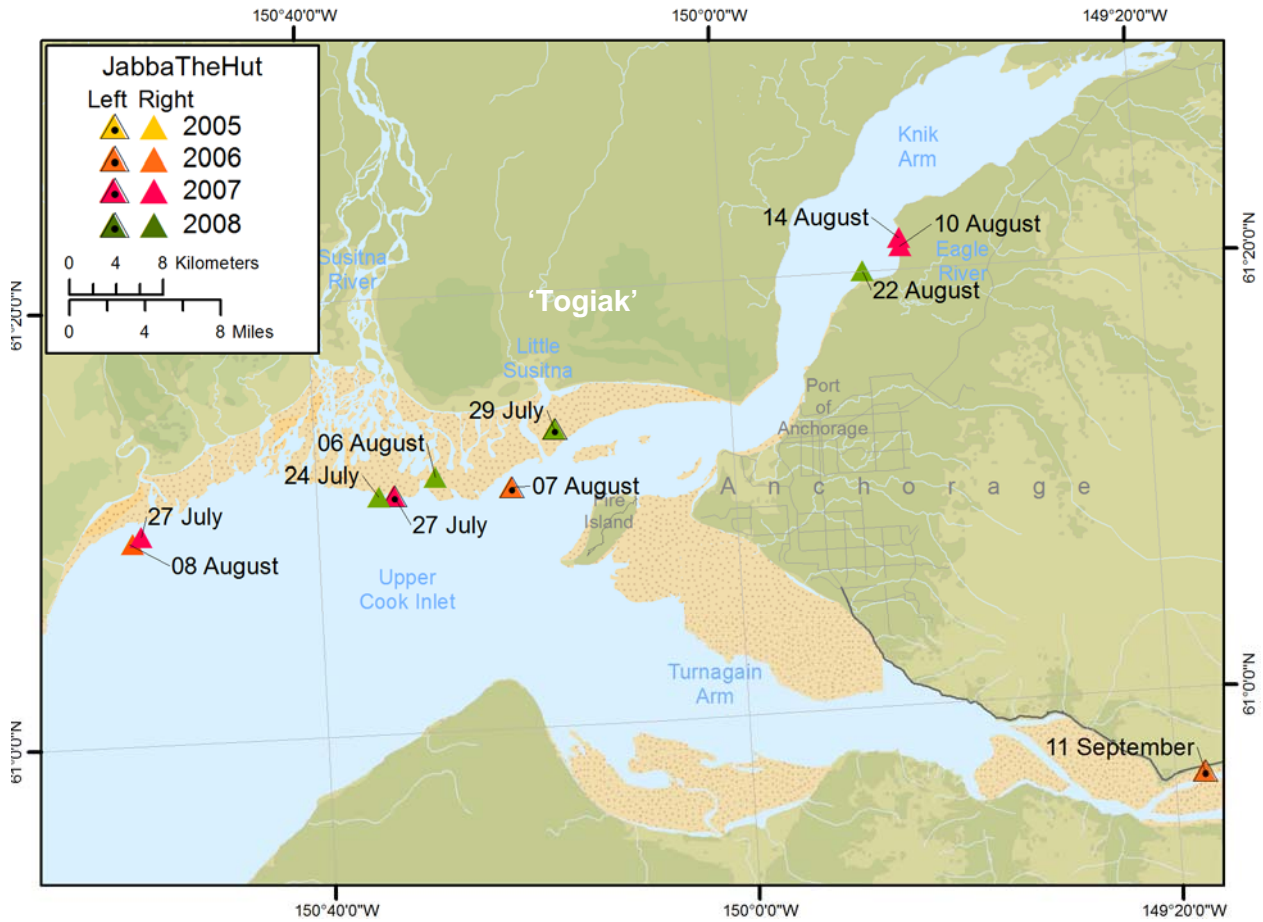 150°40'0"W 150°0'0"W 149°20'0"W
JabbaTheHut
Left Right
2005
2006
2007
2008
0 4 8 Kilometers
0 4 8 Miles
Knik
Arm
14 August
10 August
Eagle
River
22 August
Susitna
River
61°20'0"N
61°20'0"N
'Togiak'
Little
Susitna
Port
of
Anchorage
29 July
06 August
24 July
07 August
Anchorage
Fire
Island
27 July
27 July
08 August
Upper
Cook Inlet
Turnagain
Arm
61°0'0"N
61°0'0"N
11 September
150°40'0"W 150°0'0"W 149°20'0"W